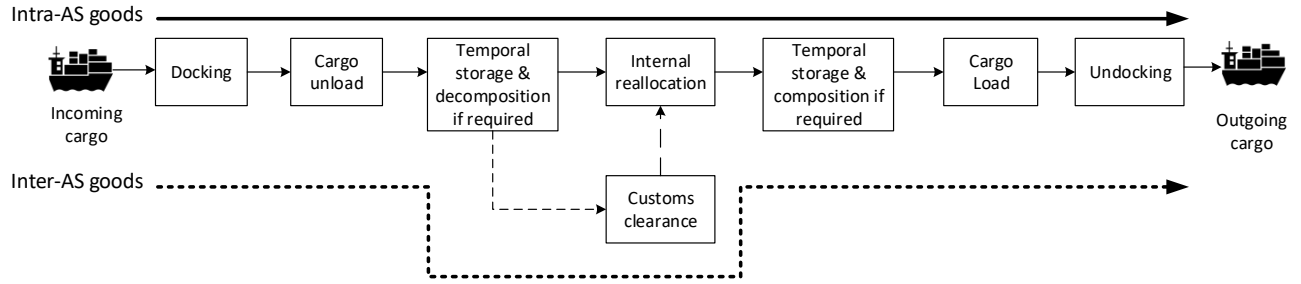 Intra-AS goods
Incoming
cargo
Docking
Cargo
unload
Temporal
storage &
decomposition
if required
Internal
reallocation
Temporal
storage &
composition if
required
Cargo
Load
Undocking
Outgoing
cargo
Inter-AS goods
Customs
clearance